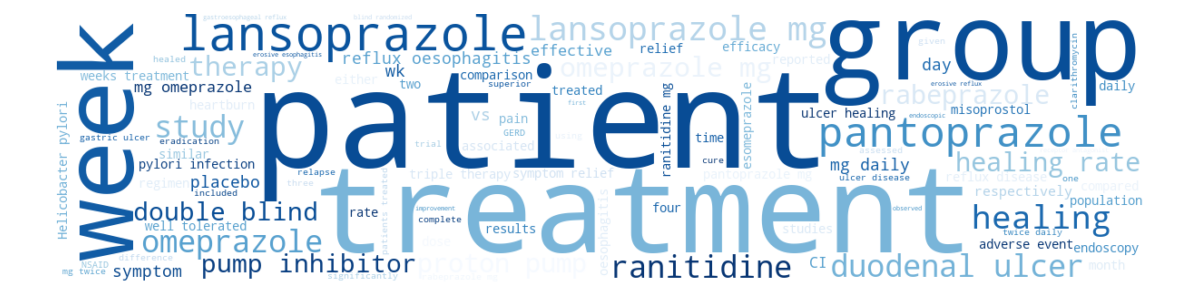 gastroesophageal reflux
blind randomised
lansoprazole
lansoprazole mg
group
given
week
erosive esophagitis
healed
therapy
reflux oesophagitis
effective
relief
efficacy
weeks treatment
wk
comparison
superior
omeprazole mg
reported
day
erosive reflux
clarithromycin
daily
mg omeprazole
either
two
treated
rabeprazole
heartburn
patient
first
ulcer healing
misoprostol
Helicobacter pylori
gastric ulcer
study
vs
pain
GERD
ranitidine mg
time
esomeprazole
endoscopic
pantoprazole
eradication
similar
trial
associated
cure
assessed
pylori infection
relapse
triple therapy
symptom relief
pantoprazole mg
mg daily
healing rate
ulcer disease
reflux disease
one
regimen
placebo
three
included
patients treated
treatment
respectively
compared
population
double blind
rate
improvement
complete
oesophagitis
four
observed
healing
twice daily
well tolerated
omeprazole
results
studies
adverse event
endoscopy
difference
dose
NSAID
mg twice
symptom
pump inhibitor
significantly
proton pump
ranitidine
CI
duodenal ulcer
month